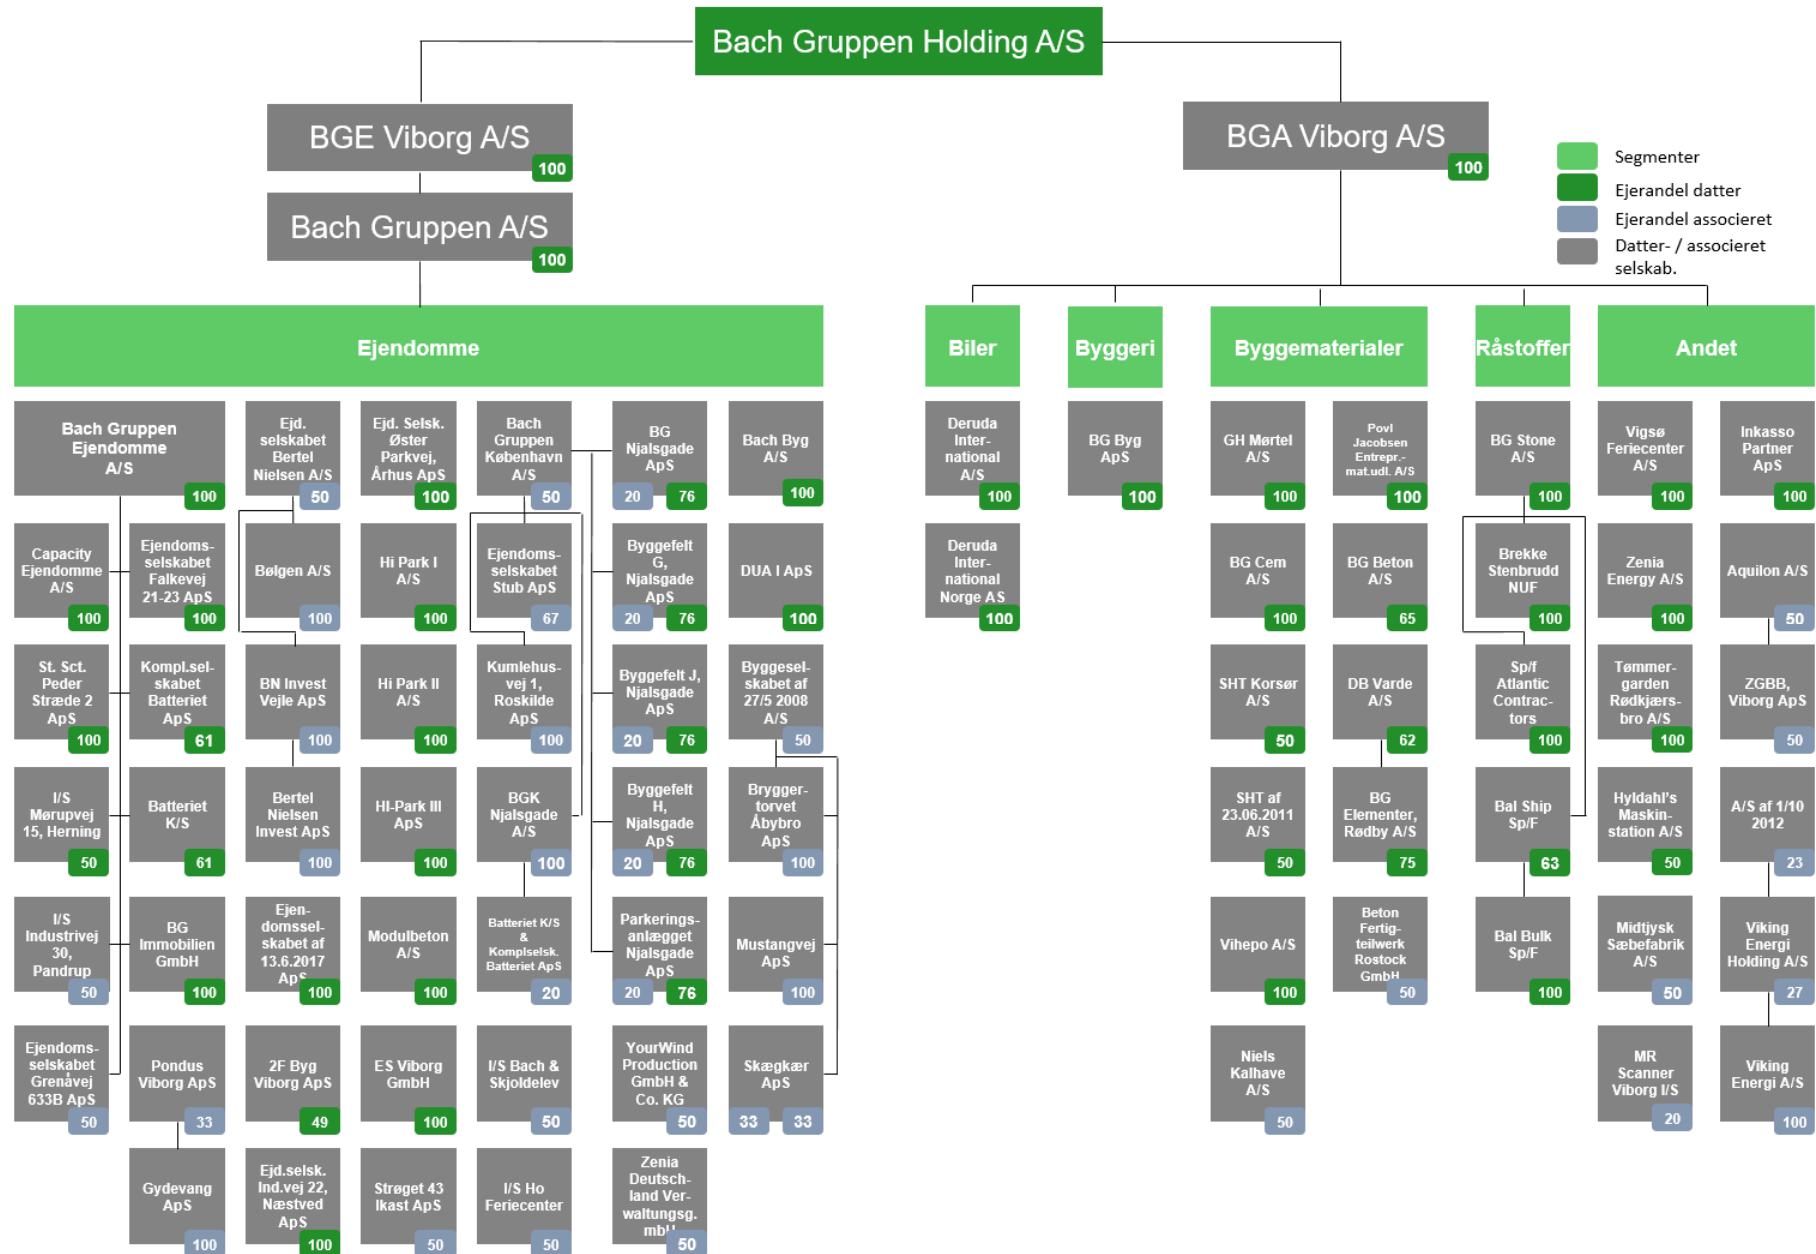 Bach Gruppen Holding A/S
BGE Viborg A/S
100
Bach Gruppen A/S
100
BGA Viborg A/S
100
Segmenter
Ejerandel datter
Ejerandel associeret
Datter- / associeret
selskab.
Ejendomme
Biler
Byggeri
Byggematerialer
Råstoffer
Andet
Bach Gruppen
Ejendomme
A/S
100
Ejd.
selskabet
Bertel
Nielsen A/S
50
Ejd. Selsk.
Øster
Parkvej,
Århus ApS
100
Bach
Gruppen
København
A/S
50
BG
Njalsgade
ApS
20
76
Bach Byg
A/S
100
Deruda
Inter-
national
A/S
100
BG Byg
ApS
100
GH Mørtel
A/S
100
Povl
Jacobsen
Entrepr.-
mat.udl. A/S
100
BG Stone
A/S
100
Vigsø
Feriecenter
A/S
100
Inkasso
Partner
ApS
100
Capacity
Ejendomme
A/S
100
Ejendoms-
selskabet
Falkevej
21-23 ApS
100
Bølgen A/S
100
Hi Park I
A/S
100
Ejendoms-
selskabet
Stub ApS
67
Byggefelt
G,
Njalsgade
ApS
20
76
DUA I ApS
100
Deruda
Inter-
national
Norge AS
100
BG Cem
A/S
100
BG Beton
A/S
65
Brekke
Stenbrudd
NUF
100
Zenia
Energy A/S
100
Aquilon A/S
50
St. Sct.
Peder
Stræde 2
ApS
100
Kompl.sel-
skabet
Batteriet
ApS
61
BN Invest
Vejle ApS
100
Hi Park II
A/S
100
Kumlehus-
vej 1,
Roskilde
ApS
100
Byggefelt J,
Njalsgade
ApS
20
76
Byggesel-
skabet af
27/5 2008
A/S
50
SHT Korsør
A/S
50
DB Varde
A/S
62
Sp/f
Atlantic
Contrac-
tors
100
Tømmer-
garden
Rødkjærs-
bro A/S
100
ZGBB,
Viborg ApS
50
I/S
Mørupvej
15, Herning
50
Batteriet
K/S
61
Bertel
Nielsen
Invest ApS
100
HI-Park III
ApS
100
BGK
Njalsgade
A/S
100
Byggefelt
H,
Njalsgade
ApS
20
76
Brygger-
torvet
Åbybro
ApS
100
SHT af
23.06.2011
A/S
50
BG
Elementer,
Rødby A/S
75
Bal Ship
Sp/F
63
Hyldahl's
Maskin-
station A/S
50
A/S af 1/10
2012
23
I/S
Industrivej
30,
Pandrup
50
BG
Immobilien
GmbH
100
Ejen-
domssel-
skabet af
13.6.2017
ApS
100
Modulbeton
A/S
100
Batteriet K/S
&
Komplselsk.
Batteriet ApS
20
Parkerings-
anlægget
Njalsgade
ApS
20
76
Mustangvej
ApS
100
Vihepo A/S
100
Beton
Fertig-
teilwerk
Rostock
GmbH
50
Bal Bulk
Sp/F
100
Midtjysk
Sæbefabrik
A/S
50
Viking
Energi
Holding A/S
27
Ejendoms-
selskabet
Grenåvej
633B ApS
50
Pondus
Viborg ApS
33
2F Byg
Viborg ApS
49
ES Viborg
GmbH
100
I/S Bach &
Skjoldelev
50
YourWind
Production
GmbH &
Co. KG
50
Skægkær
ApS
33
33
Niels
Kalhave
A/S
50
MR
Scanner
Viborg I/S
20
Viking
Energi A/S
100
Gydevang
ApS
100
Ejd.selsk.
Ind.vej 22,
Næstved
ApS
100
Strøget 43
Ikast ApS
50
I/S Ho
Feriecenter
50
Zenia
Deutsch-
land Ver-
waltungsg.
mbH
50